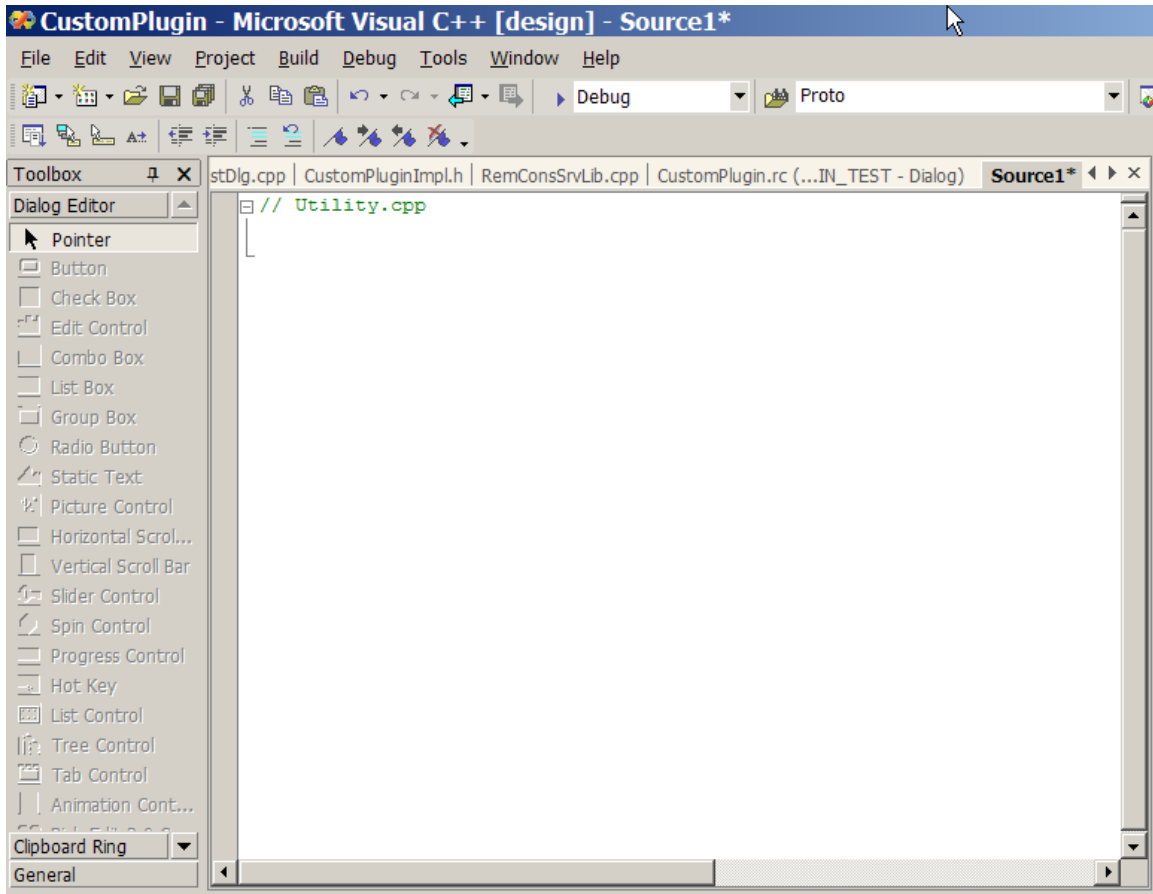 CustomPlugin - Microsoft Visual C++ [design] - Source1*
File Edit View Project Build Debug Tools Window Help
Debug Proto
Toolbox stDlg.cpp CustomPluginImpl.h RemConsSrvLib.cpp CustomPlugin.rc (...IN_TEST - Dialog) Source1*
Dialog Editor
// Utility.cpp
Pointer
Button
Check Box
Edit Control
Combo Box
List Box
Group Box
Radio Button
Static Text
Picture Control
Horizontal Scrol...
Vertical Scroll Bar
Slider Control
Spin Control
Progress Control
Hot Key
List Control
Tree Control
Tab Control
Animation Cont...
Clipboard Ring
General